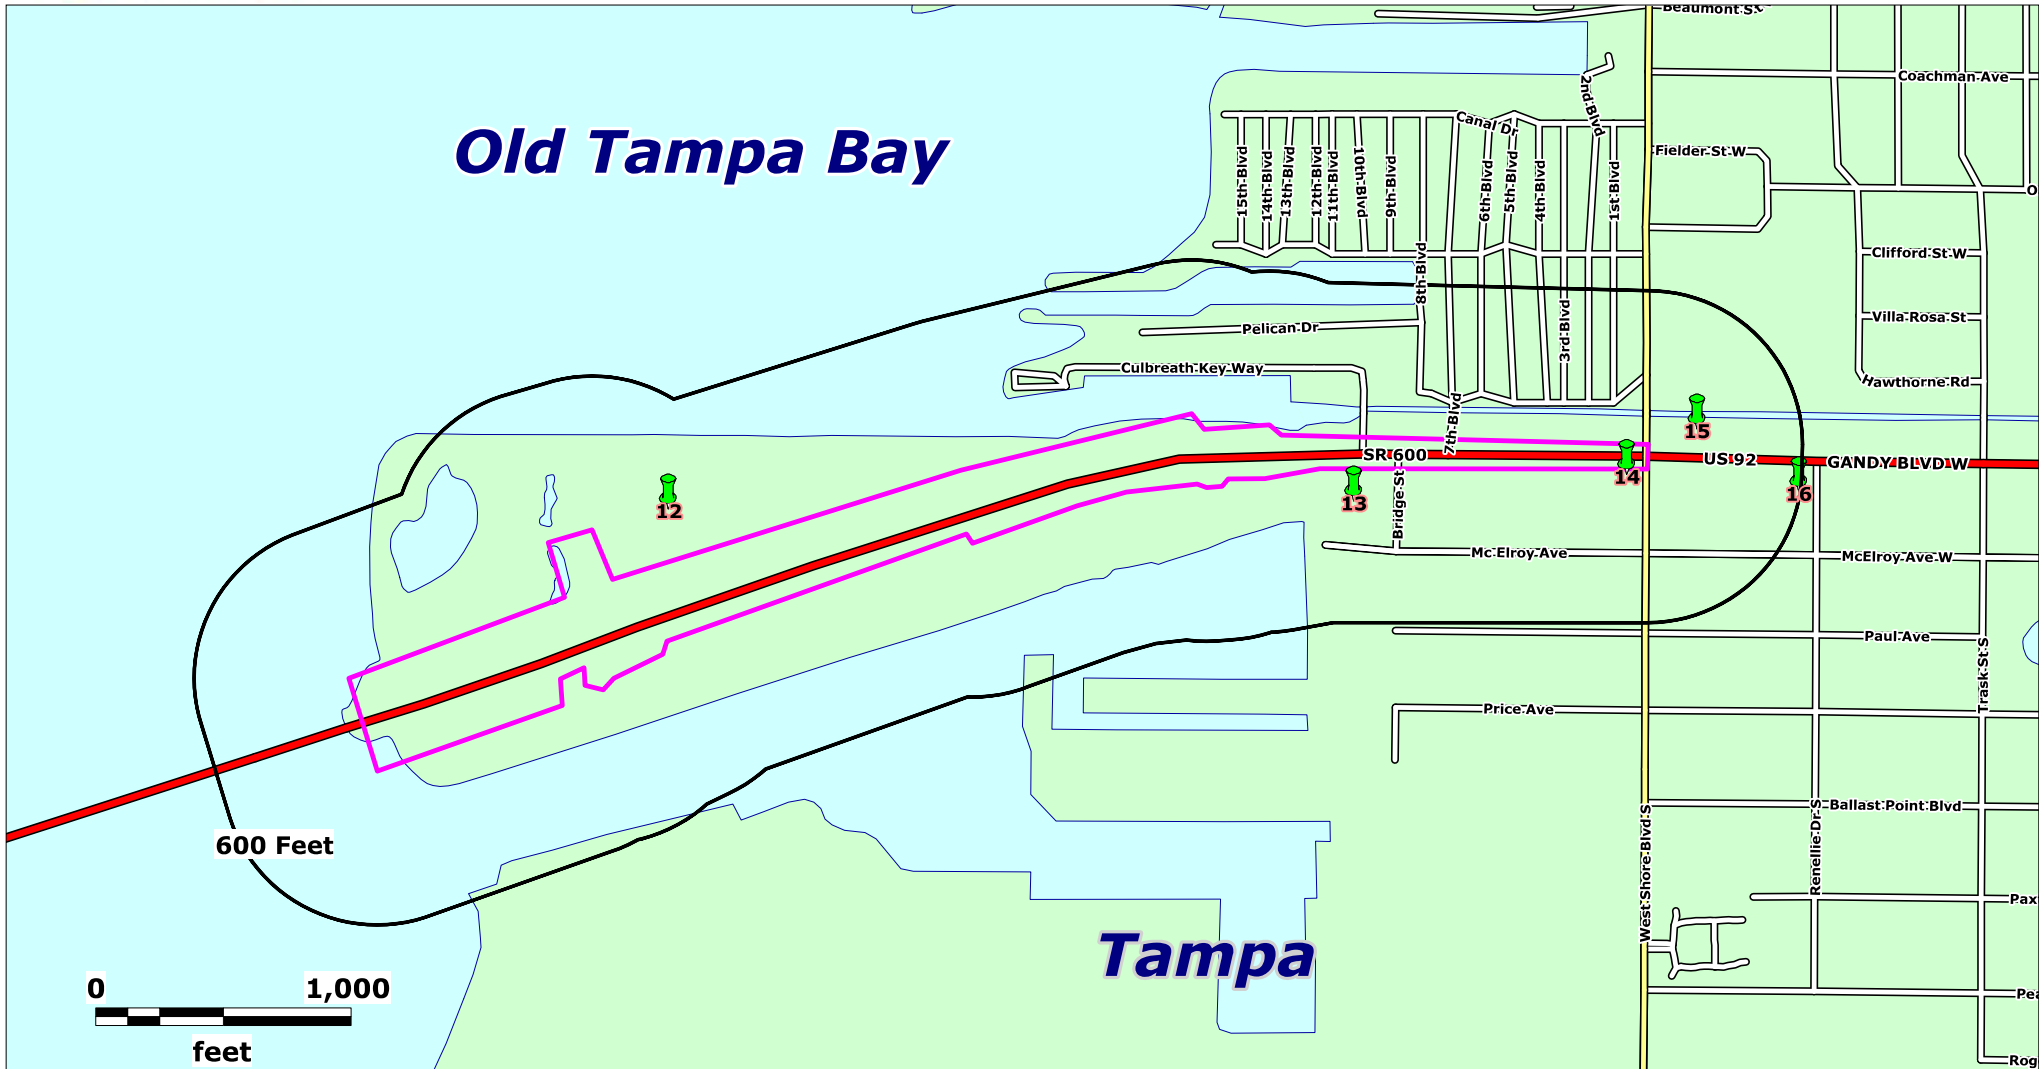 Beaumont St
Coachman Ave
2nd Blvd
Canal Dr
Old Tampa Bay
Fielder St W
15th Blvd
14th Blvd
13th Blvd
12th Blvd
11th Blvd
10th Blvd
9th Blvd
6th Blvd
5th Blvd
4th Blvd
1st Blvd
O
Clifford St W
8th Blvd
Villa Rosa St
Pelican Dr
3rd Blvd
Culbreath Key Way
Hawthorne Rd
7th Blvd
15
SR 600
US 92
GANDY BLVD W
14
16
13
12
Bridge St
Mc Elroy Ave
McElroy Ave W
Paul Ave
Trask St S
Price Ave
Ballast Point Blvd
Renellie Dr S
West Shore Blvd S
600 Feet
Pax
Tampa
0
1,000
feet
Pea
Rog